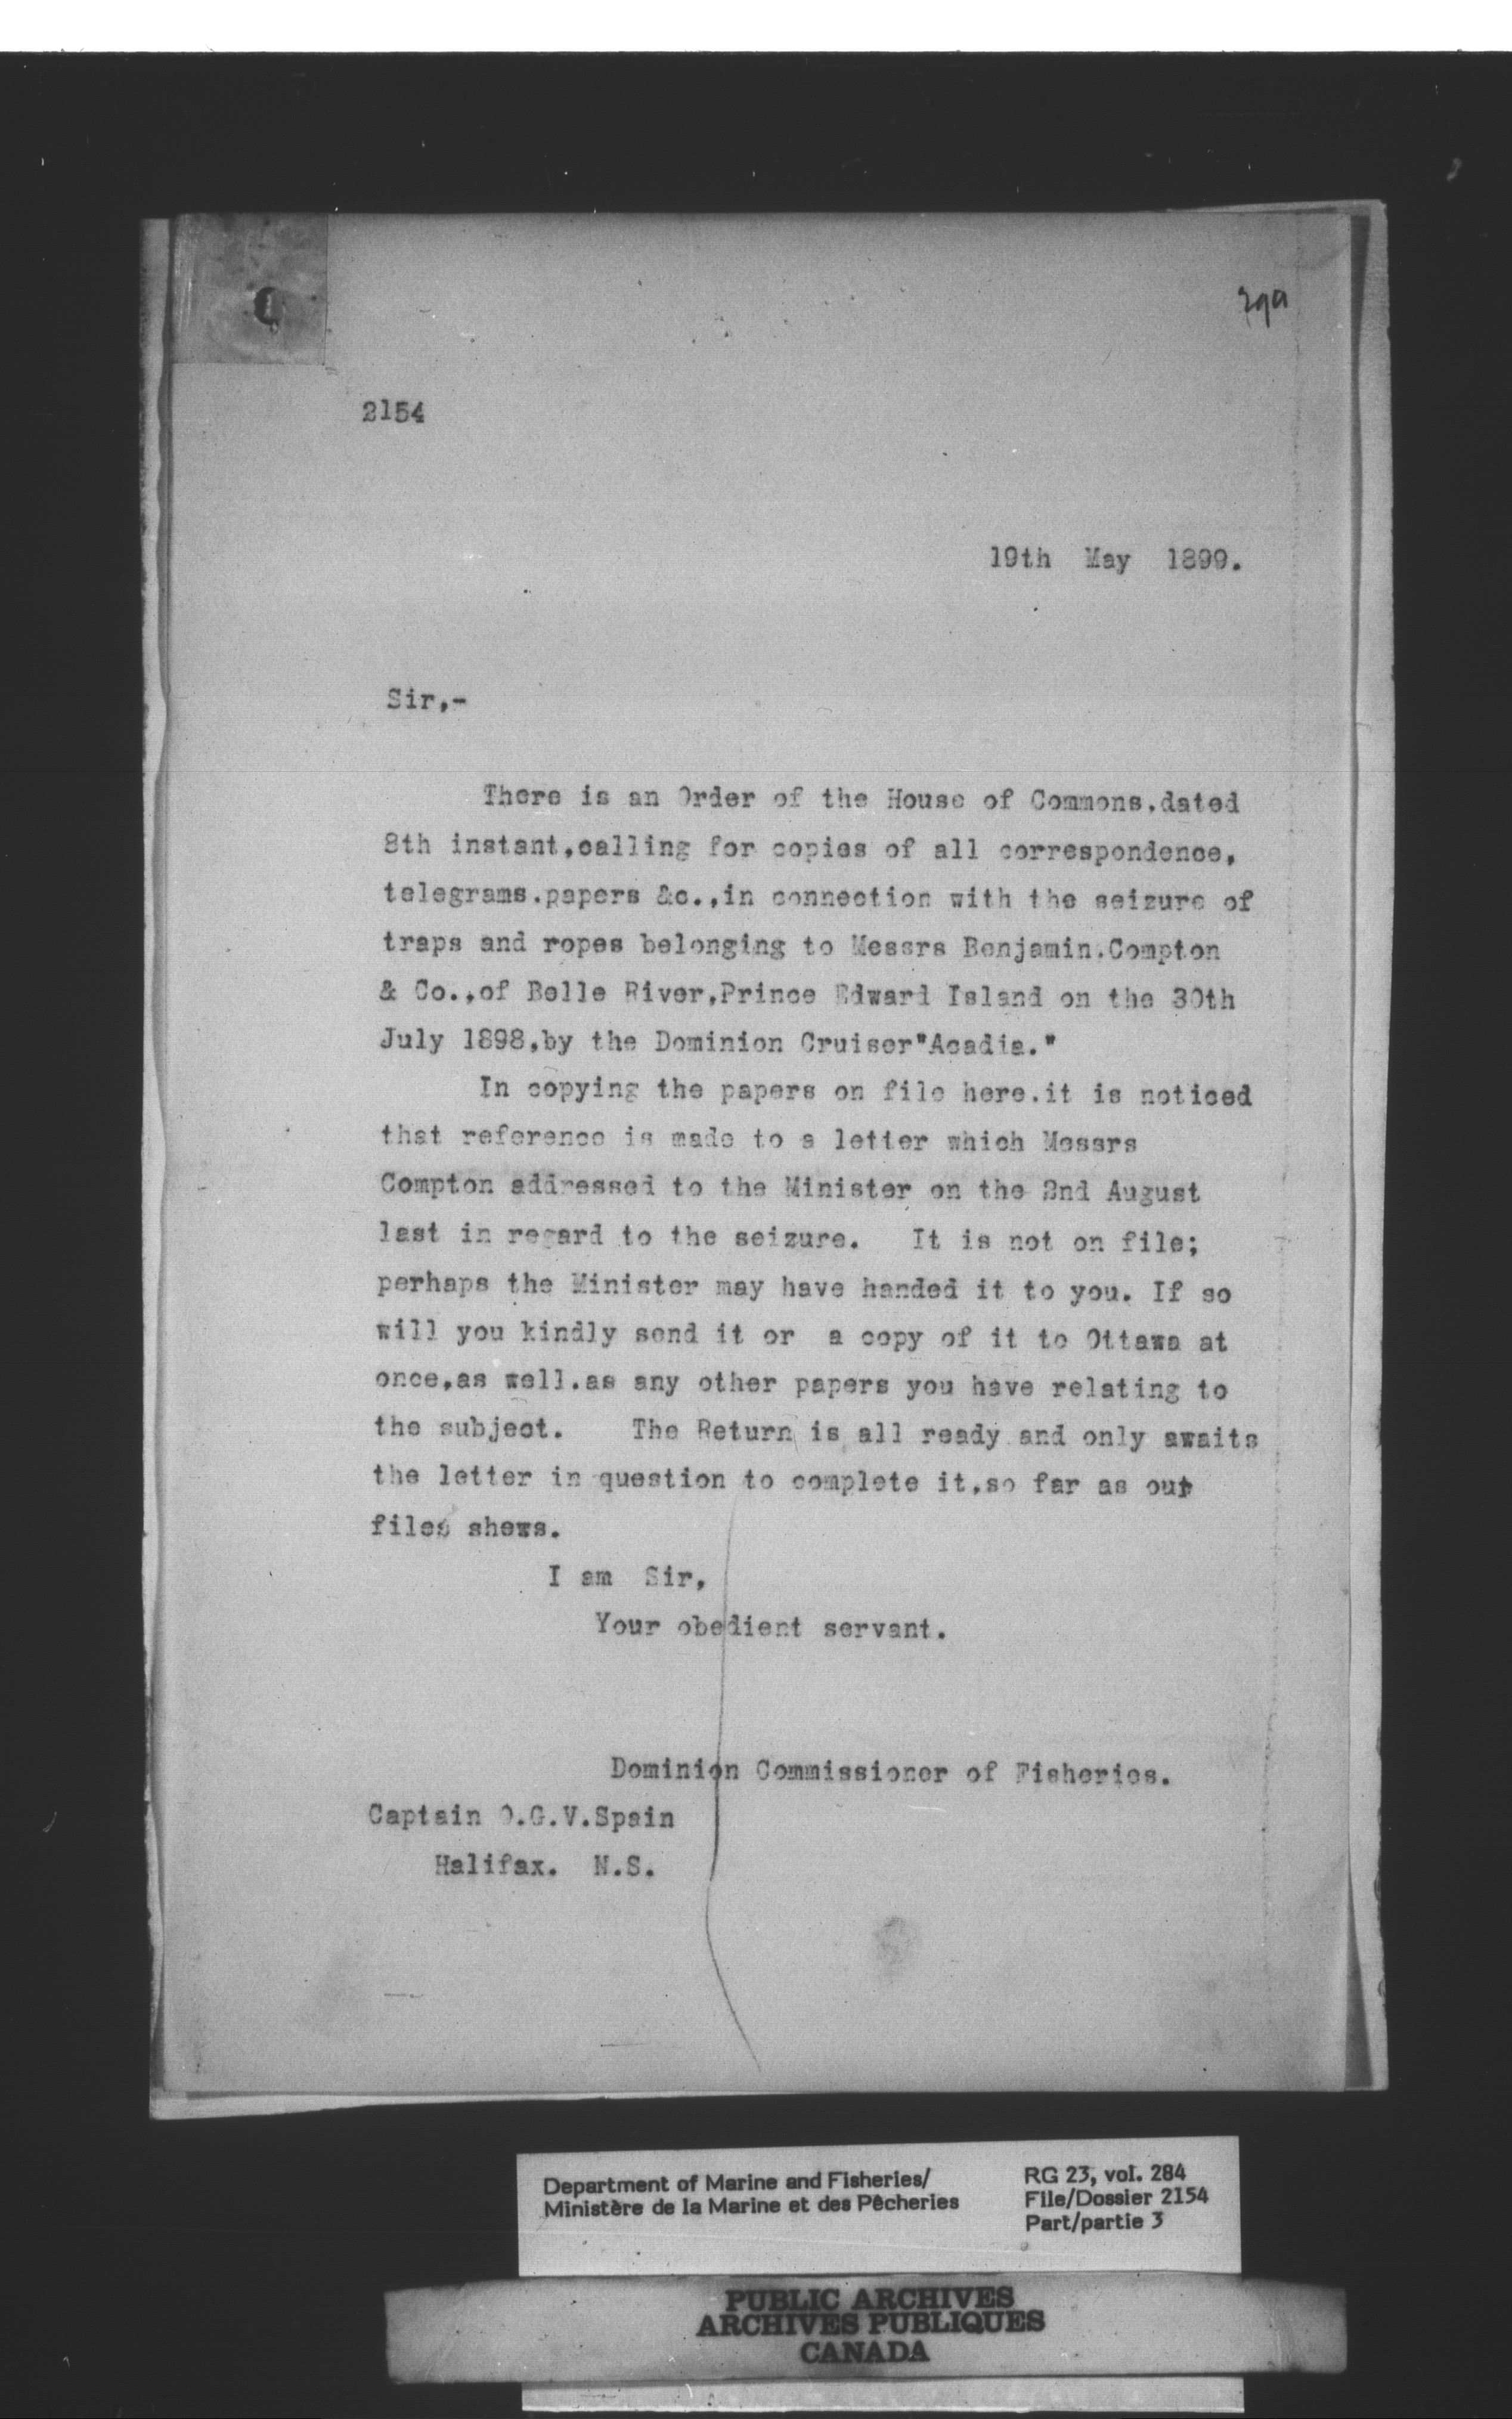 2154
19th May 1899.
Sir,-
There is an Order of the House of Commons,dated
8th instant,calling for copies of all correspondence,
telegrams.papers &c.,in connection with the seizure of
traps and ropes belonging to Messrs Benjamin.Compton
& Co.,of Belle River,Prince Edward Island on the 30th
July 1898,by the Dominion Cruiser"Acadia."
In copying the papers on file here.it is noticed
that reference is made to a letter which Messrs
Compton addressed to the Minister on the 2nd August
last in regard to the seizure. It is not on file;
perhaps the Minister may have handed it to you. If so
will you kindly send it or a copy of it to Ottawa at
once,as well.as any other papers you have relating to
the subject. The Return is all ready and only awaits
the letter in question to complete it,so far as our
files shews.
I am Sir,
Your obedient servant.
Dominion Commissioner of Fisheries.
Captain O.G.V.Spain
Halifax. N.S.
Department of Marine and Fisheries/
Ministère de la Marine et des Pêcheries
RG 23, vol. 284
File/Dossier 2154
Part/partie 3
PUBLIC ARCHIVES
ARCHIVES PUBLIQUES
CANADA